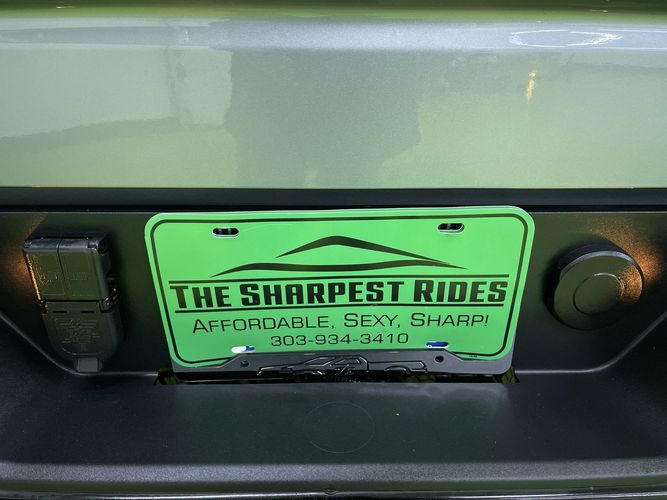 THE SHARPEST RIDES
AFFORDABLE, SEXY, SHARP!
303-934-3410